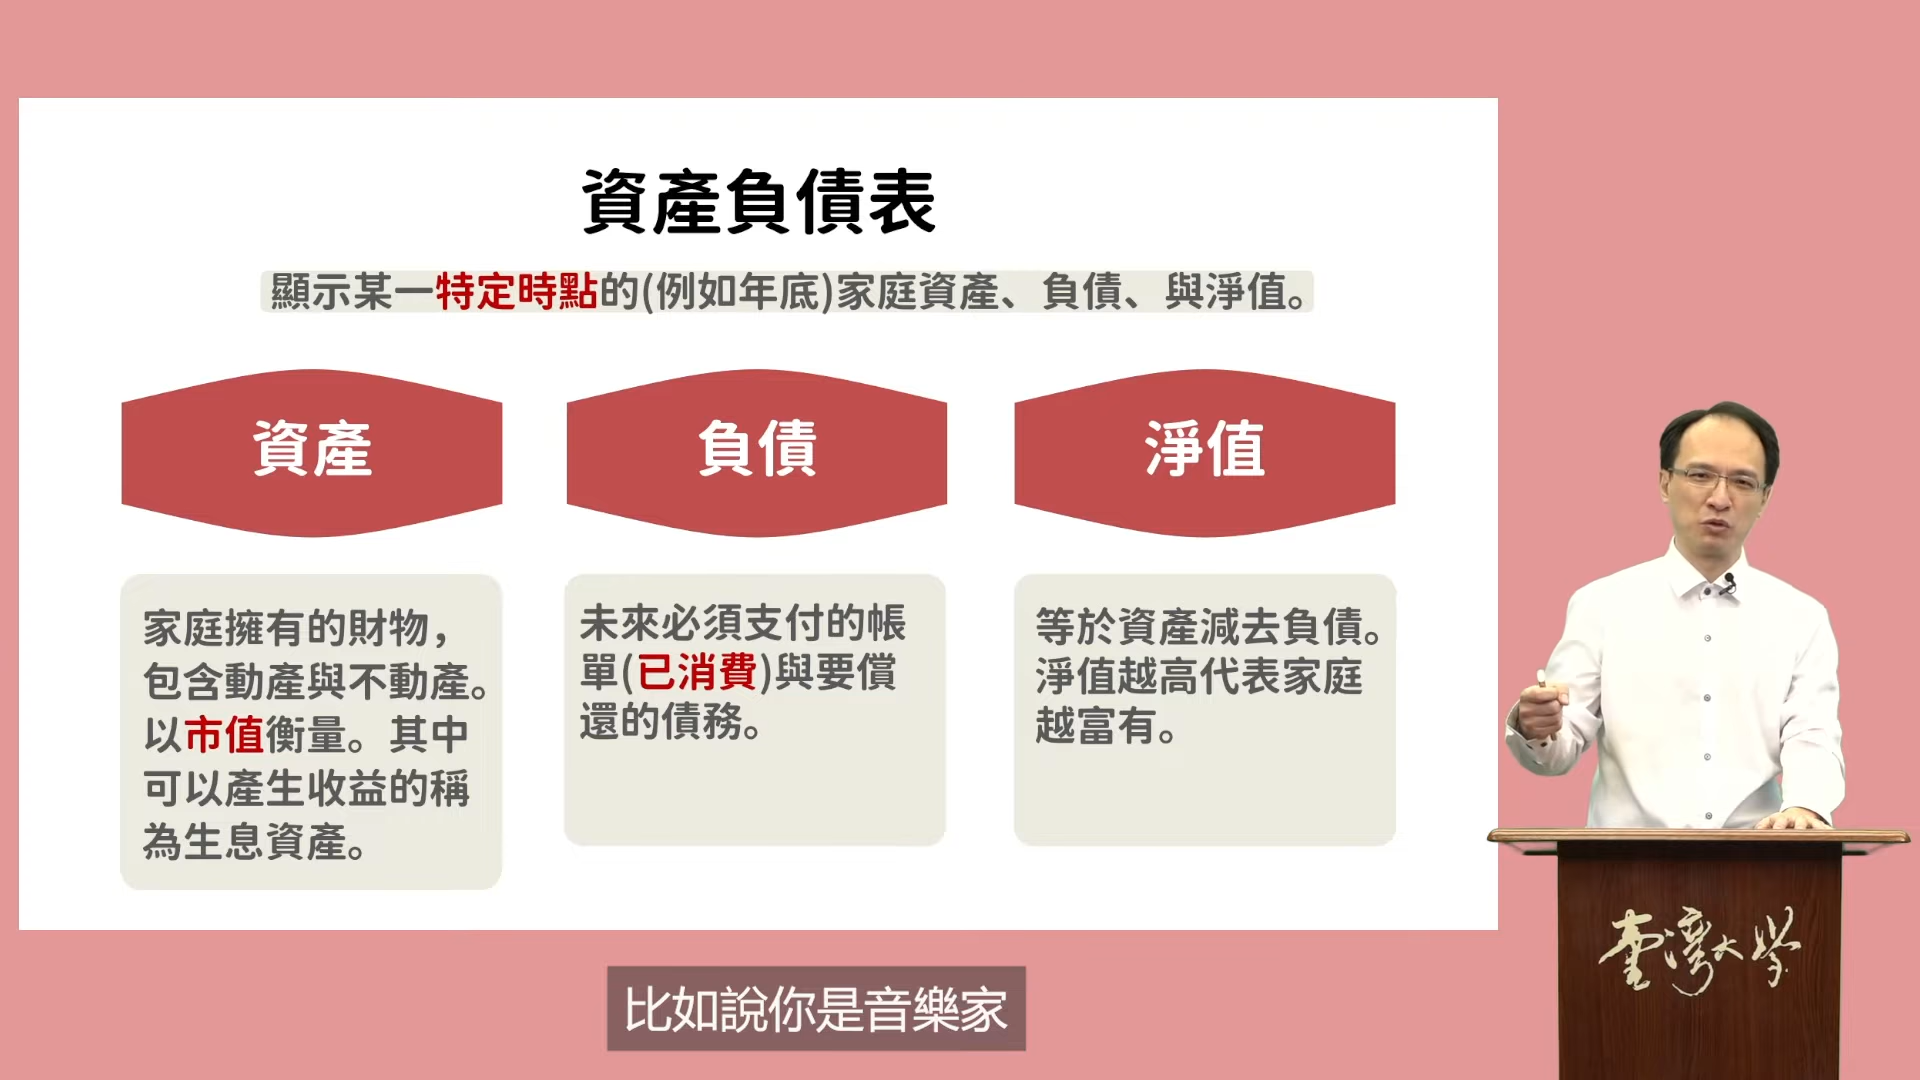 資產負債表
顯示某一特定時點的(例如年底)家庭資產、負債、與淨值。
資產
負債
淨值
家庭擁有的財物，
包含動產與不動產。
以市值衡量。其中
可以產生收益的稱
為生息資產。
未來必須支付的帳
單(已消費)與要償
還的債務。
等於資產減去負債。
淨值越高代表家庭
越富有。
臺灣大學
比如說你是音樂家